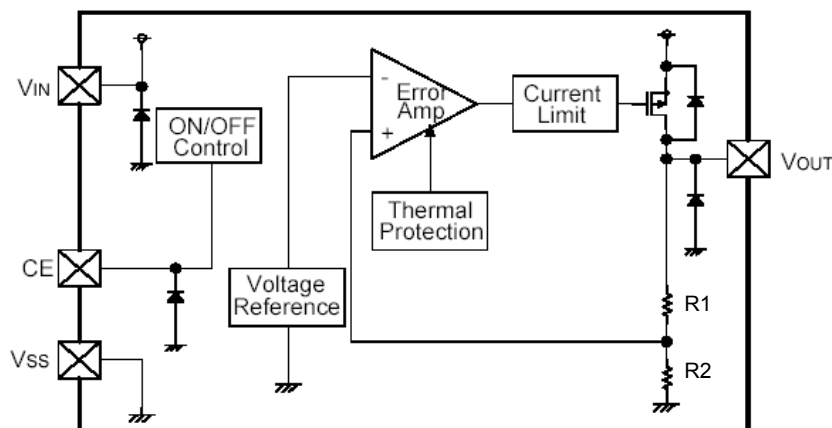 VIN
ON/OFF
Control
-
+
Error
Amp
Current
Limit
VOUT
Thermal
Protection
CE
Voltage
Reference
R1
VSS
R2